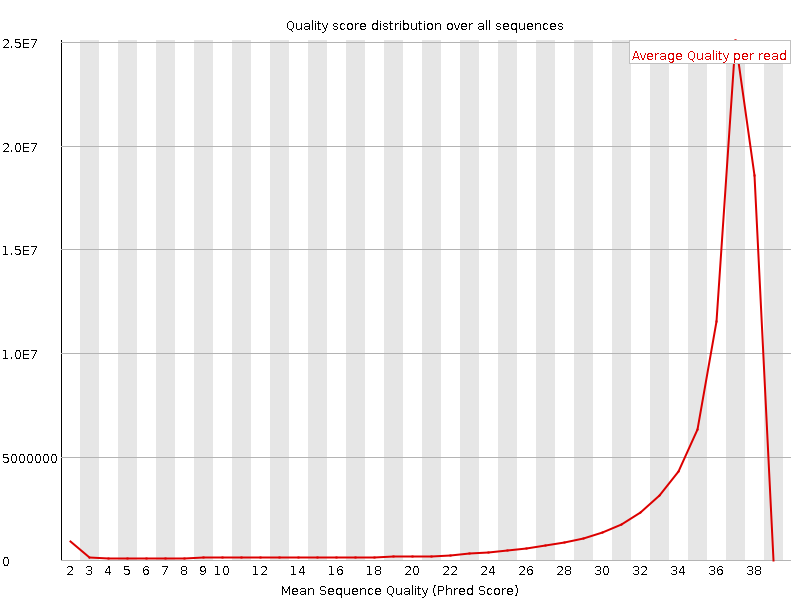 Quality score distribution over all sequences
2.5E7
Average Quality per read
2.0E7
1.5E7
1.0E7
5000000
0
2 3 4 5 6 7 8 9 10 12 14 16 18 20 22 24 26 28 30 32 34 36 38
Mean Sequence Quality (Phred Score)